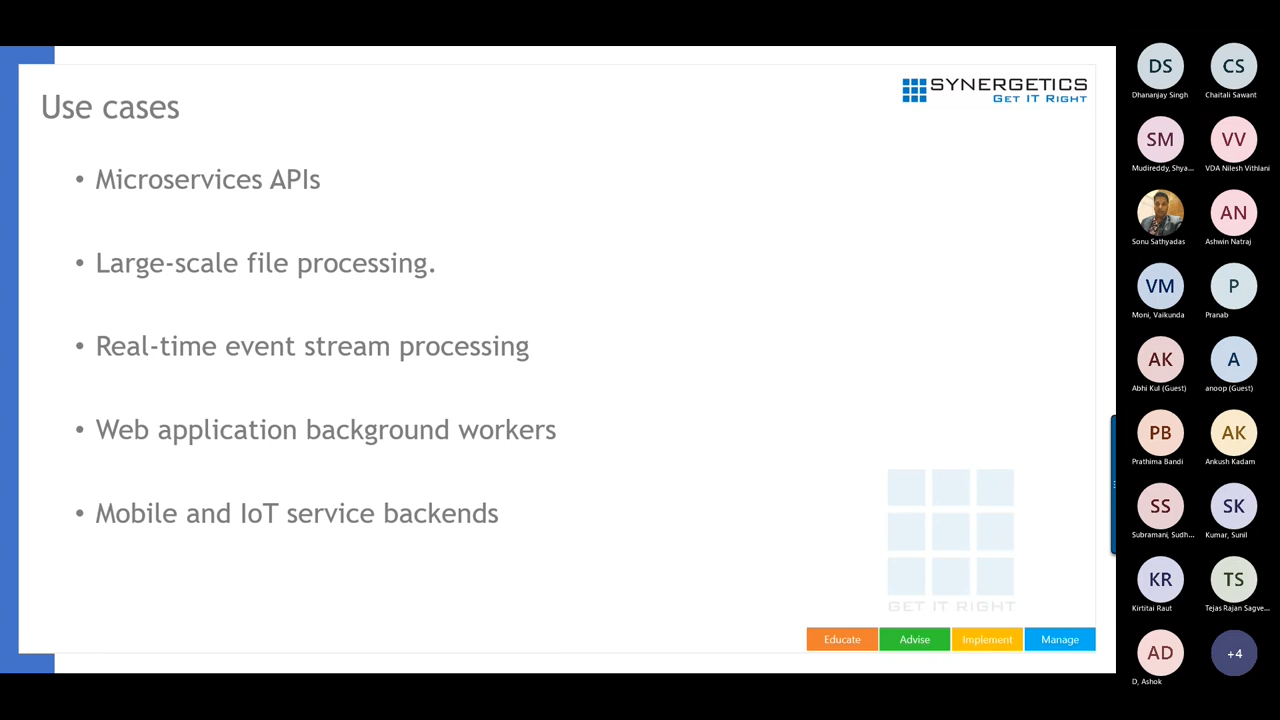 Use cases
SYNERGETICS
GET IT RIGHT
• Microservices APIs
• Large-scale file processing.
• Real-time event stream processing
• Web application background workers
• Mobile and IoT service backends
GET IT RIGHT
Educate Advise Implement Manage
DS CS
Dhananjay Singh Chaitali Sawant
SM VV
Mudireddy, Shya... VDA Nilesh Vithlani
AN
Sonu Sathyadas Ashwin Natraj
VM P
Moni, Vaikunda Pranab
AK A
Abhi Kul (Guest) anoop (Guest)
PB AK
Prathima Bandi Ankush Kadam
SS SK
Subramani, Sudh... Kumar, Sunil
KR TS
Kirtitai Raut Tejas Rajan Sagve...
AD +4
D, Ashok